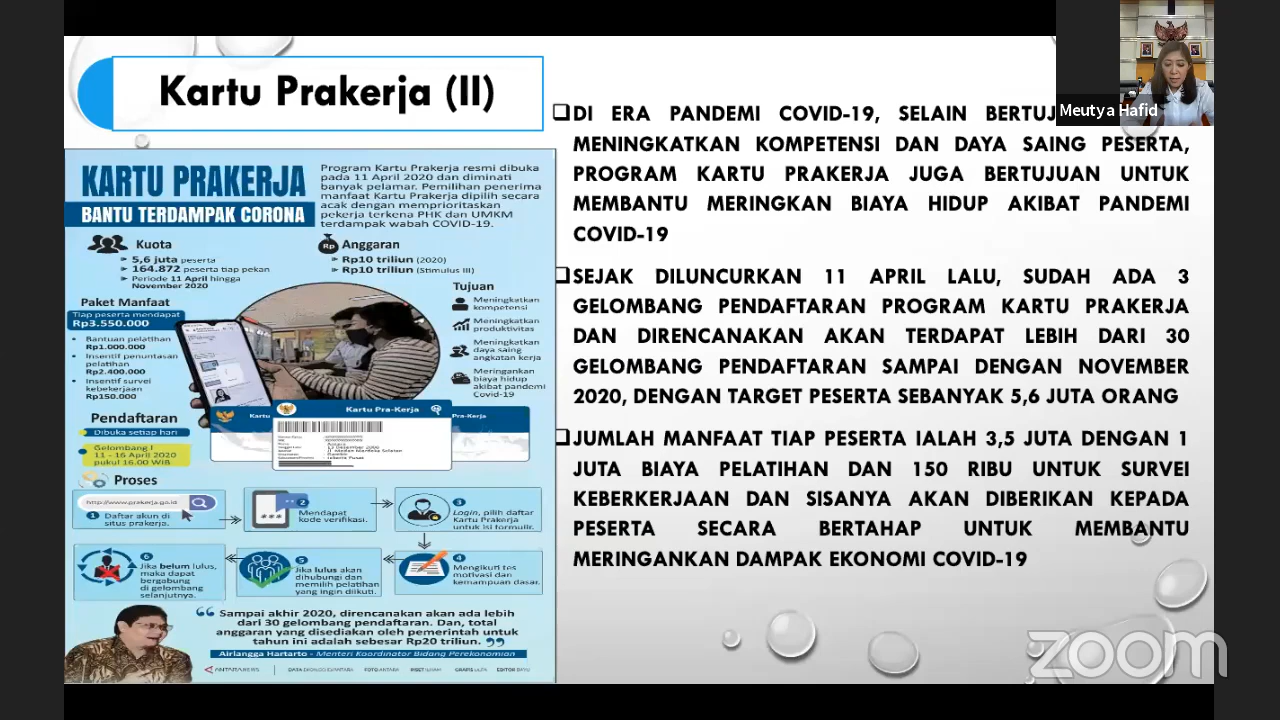 Kartu Prakerja (II)
KARTU PRAKERJA
BANTU TERDAMPAK CORONA
Program Kartu Prakerja resmi dibuka
pada 11 April 2020 dan diminati
banyak pelamar. Pemilihan penerima
manfaat Kartu Prakerja dipilih secara
acak dengan memprioritaskan
pekerja terkena PHK dan UMKM
terdampak wabah COVID-19.
Kuota
5,6 juta peserta
164.872 peserta tiap pekan
Periode 11 April hingga
November 2020
Rp
Anggaran
Rp10 triliun (2020)
Rp10 triliun (Stimulus III)
Paket Manfaat
Tiap peserta mendapat
Rp3.550.000
Bantuan pelatihan
Rp1.000.000
Insentif penuntasan
pelatihan
Rp2.400.000
Insentif survei
kebekerjaan
Rp150.000
Tujuan
Meningkatkan
kompetensi
Meningkatkan
produktivitas
Meningkatkan
daya saing
angkatan kerja
Meringankan
biaya hidup
akibat pandemi
Covid-19
Kartu
Kartu Pra-Kerja
Pra-Kerja
Pendaftaran
Dibuka setiap hari
Gelombang I
11 - 16 April 2020
pukul 16.00 WIB
Proses
http://www.prakerja.go.id
1 Daftar akun di
situs prakerja.
2
Mendapat
kode verifikasi.
3
Login, pilih daftar
Kartu Prakerja
untuk isi formulir.
6
Jika belum lulus,
maka dapat
bergabung
di gelombang
selanjutnya.
5
Jika lulus akan
dihubungi dan
memilih pelatihan
yang ingin diikuti.
4
Mengikuti tes
motivasi dan
kemampuan dasar.
“ Sampai akhir 2020, direncanakan akan ada lebih
dari 30 gelombang pendaftaran. Dan, total
anggaran yang disediakan oleh pemerintah untuk
tahun ini adalah sebesar Rp20 triliun. ”
Airlangga Hartarto - Menteri Koordinator Bidang Perekonomian
ANTARANEWS
❑DI ERA PANDEMI COVID-19, SELAIN BERTUJ
MENINGKATKAN KOMPETENSI DAN DAYA SAING PESERTA,
PROGRAM KARTU PRAKERJA JUGA BERTUJUAN UNTUK
MEMBANTU MERINGKAN BIAYA HIDUP AKIBAT PANDEMI
COVID-19
❑SEJAK DILUNCURKAN 11 APRIL LALU, SUDAH ADA 3
GELOMBANG PENDAFTARAN PROGRAM KARTU PRAKERJA
DAN DIRENCANAKAN AKAN TERDAPAT LEBIH DARI 30
GELOMBANG PENDAFTARAN SAMPAI DENGAN NOVEMBER
2020, DENGAN TARGET PESERTA SEBANYAK 5,6 JUTA ORANG
❑JUMLAH MANFAAT TIAP PESERTA IALAH 3,5 JUTA DENGAN 1
JUTA BIAYA PELATIHAN DAN 150 RIBU UNTUK SURVEI
KEBERKERJAAN DAN SISANYA AKAN DIBERIKAN KEPADA
PESERTA SECARA BERTAHAP UNTUK MEMBANTU
MERINGANKAN DAMPAK EKONOMI COVID-19
Meutya Hafid
zoom